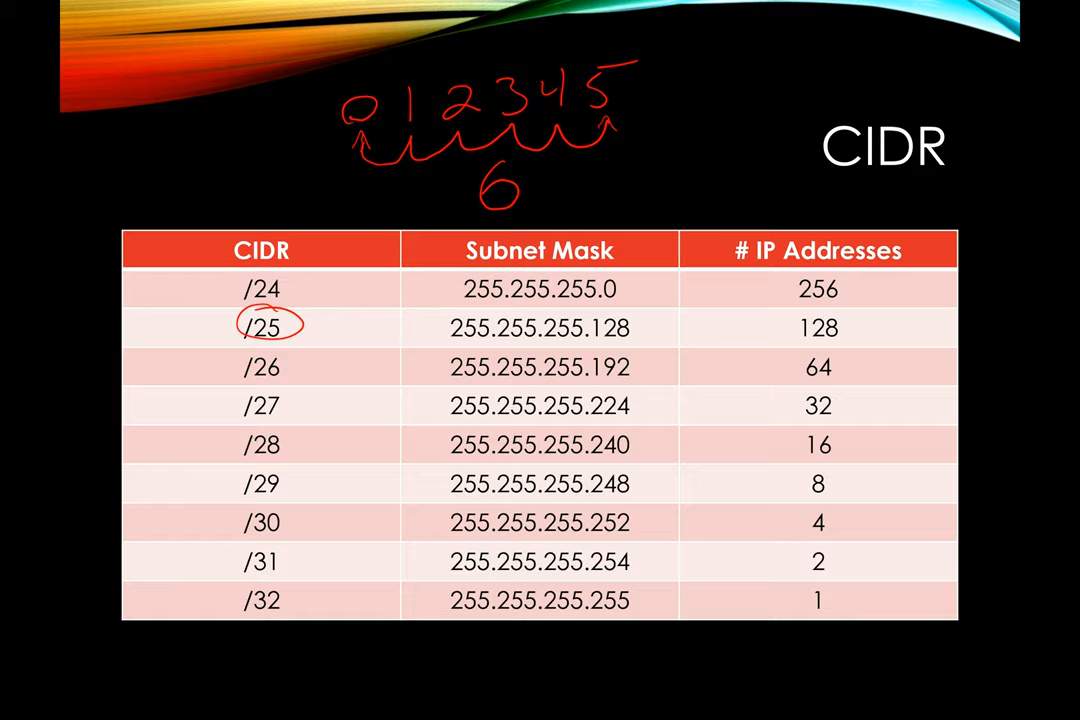 0 1 2 3 4 5
6
CIDR
CIDR Subnet Mask # IP Addresses
/24 255.255.255.0 256
/25 255.255.255.128 128
/26 255.255.255.192 64
/27 255.255.255.224 32
/28 255.255.255.240 16
/29 255.255.255.248 8
/30 255.255.255.252 4
/31 255.255.255.254 2
/32 255.255.255.255 1